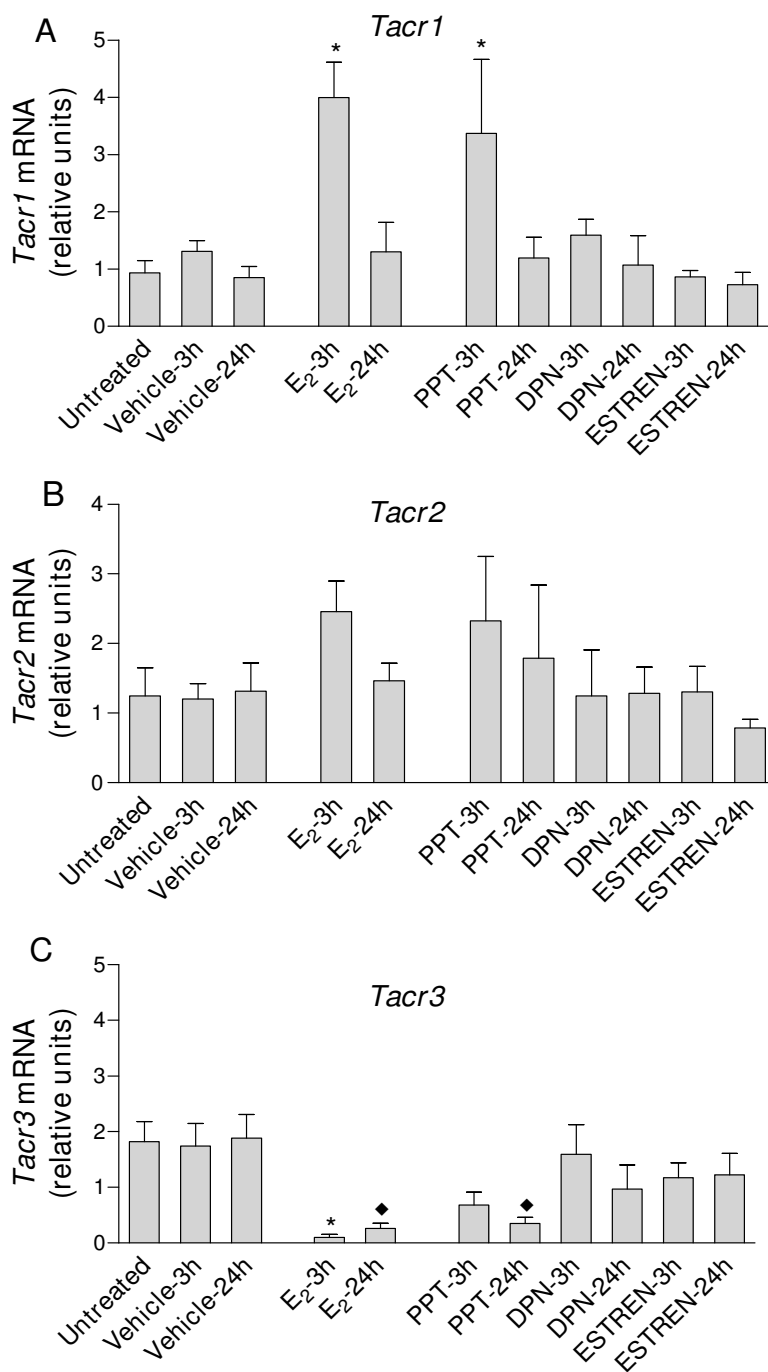 A
Tacr1
5
4
3
2
1
0
Tacr1 mRNA
(relative units)
*
*
Untreated
Vehicle-3h
Vehicle-24h
E₂-3h
E₂-24h
PPT-3h
PPT-24h
DPN-3h
DPN-24h
ESTREN-3h
ESTREN-24h
B
Tacr2
4
3
2
1
0
Tacr2 mRNA
(relative units)
Untreated
Vehicle-3h
Vehicle-24h
E₂-3h
E₂-24h
PPT-3h
PPT-24h
DPN-3h
DPN-24h
ESTREN-3h
ESTREN-24h
C
Tacr3
5
4
3
2
1
0
Tacr3 mRNA
(relative units)
*
◆
◆
Untreated
Vehicle-3h
Vehicle-24h
E₂-3h
E₂-24h
PPT-3h
PPT-24h
DPN-3h
DPN-24h
ESTREN-3h
ESTREN-24h